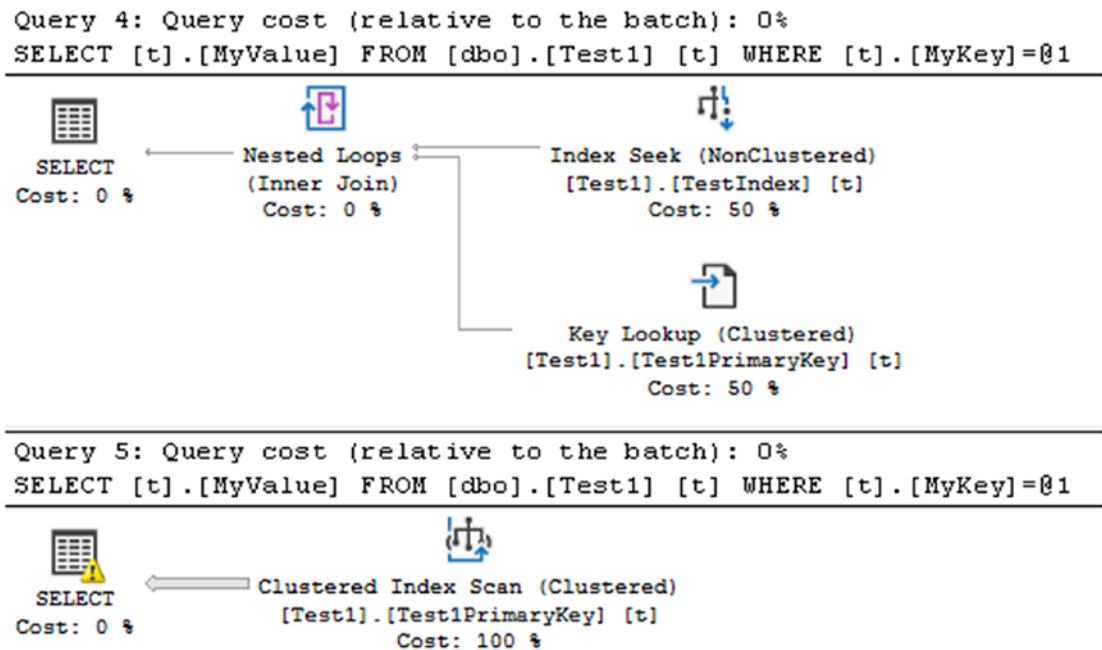 Query 4: Query cost (relative to the batch): 0%
SELECT [t].[MyValue] FROM [dbo].[Test1] [t] WHERE [t].[MyKey]=@1
SELECT
Cost: 0 %
Nested Loops
(Inner Join)
Cost: 0 %
Index Seek (NonClustered)
[Test1].[TestIndex] [t]
Cost: 50 %
Key Lookup (Clustered)
[Test1].[Test1PrimaryKey] [t]
Cost: 50 %
Query 5: Query cost (relative to the batch): 0%
SELECT [t].[MyValue] FROM [dbo].[Test1] [t] WHERE [t].[MyKey]=@1
SELECT
Cost: 0 %
Clustered Index Scan (Clustered)
[Test1].[Test1PrimaryKey] [t]
Cost: 100 %